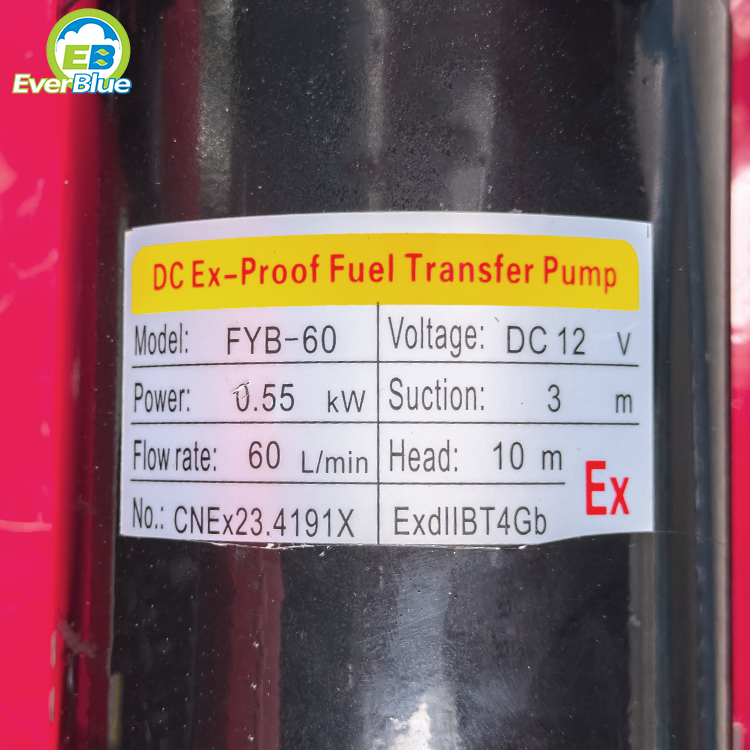 EB
EverBlue
DC Ex-Proof Fuel Transfer Pump
Model: FYB-60 Voltage: DC 12 V
Power: 0.55 kW Suction: 3 m
Flow rate: 60 L/min Head: 10 m
No.: CNEx23.4191X ExdIIBT4Gb
Ex